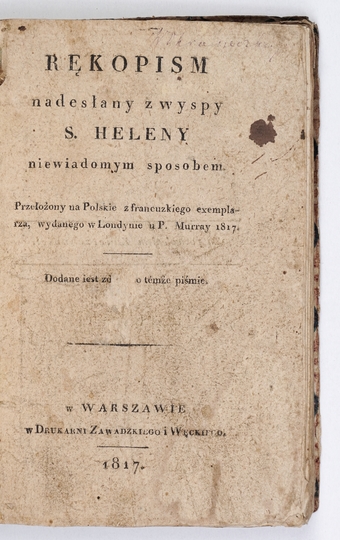 RĘKOPISM
nadesłany z wyspy
S. HELENY
niewiadomym sposobem.
Przełożony na Polskie z francuzkiego exempla-
rza, wydanego w Londynie u P. Murray 1817.
Dodane iest zd o témże piśmie.
w WARSZAWIE
w DRUKARNI ZAWADZKIEGO i WĘCKIEGO.
1817.